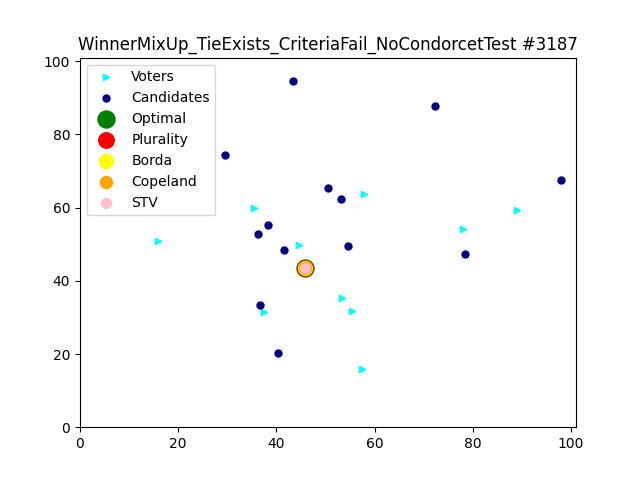 WinnerMixUp_TieExists_CriteriaFail_NoCondorcetTest #3187
100
80
60
40
20
0
Voters
Candidates
Optimal
Plurality
Borda
Copeland
STV
0 20 40 60 80 100